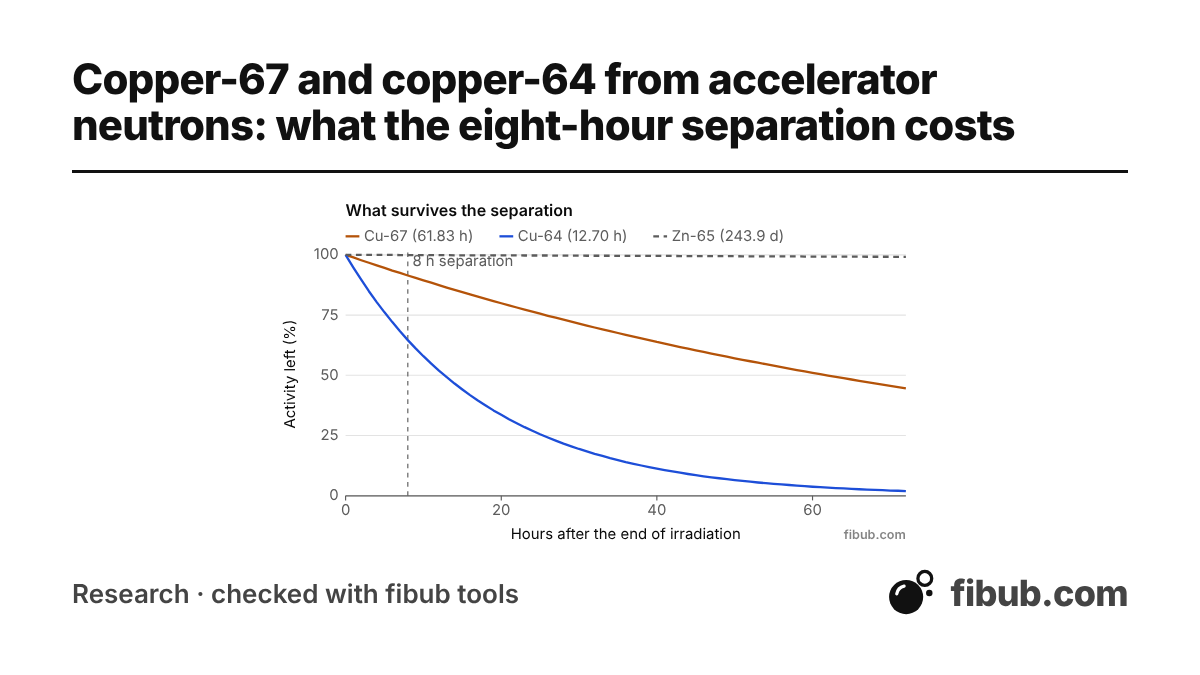 Copper-67 and copper-64 from accelerator
neutrons: what the eight-hour separation costs
What survives the separation
Cu-67 (61.83 h) Cu-64 (12.70 h) Zn-65 (243.9 d)
100
8 h separation
75
50
25
0
Activity left (%)
0 20 40 60
Hours after the end of irradiation
fibub.com
Research · checked with fibub tools
fibub.com